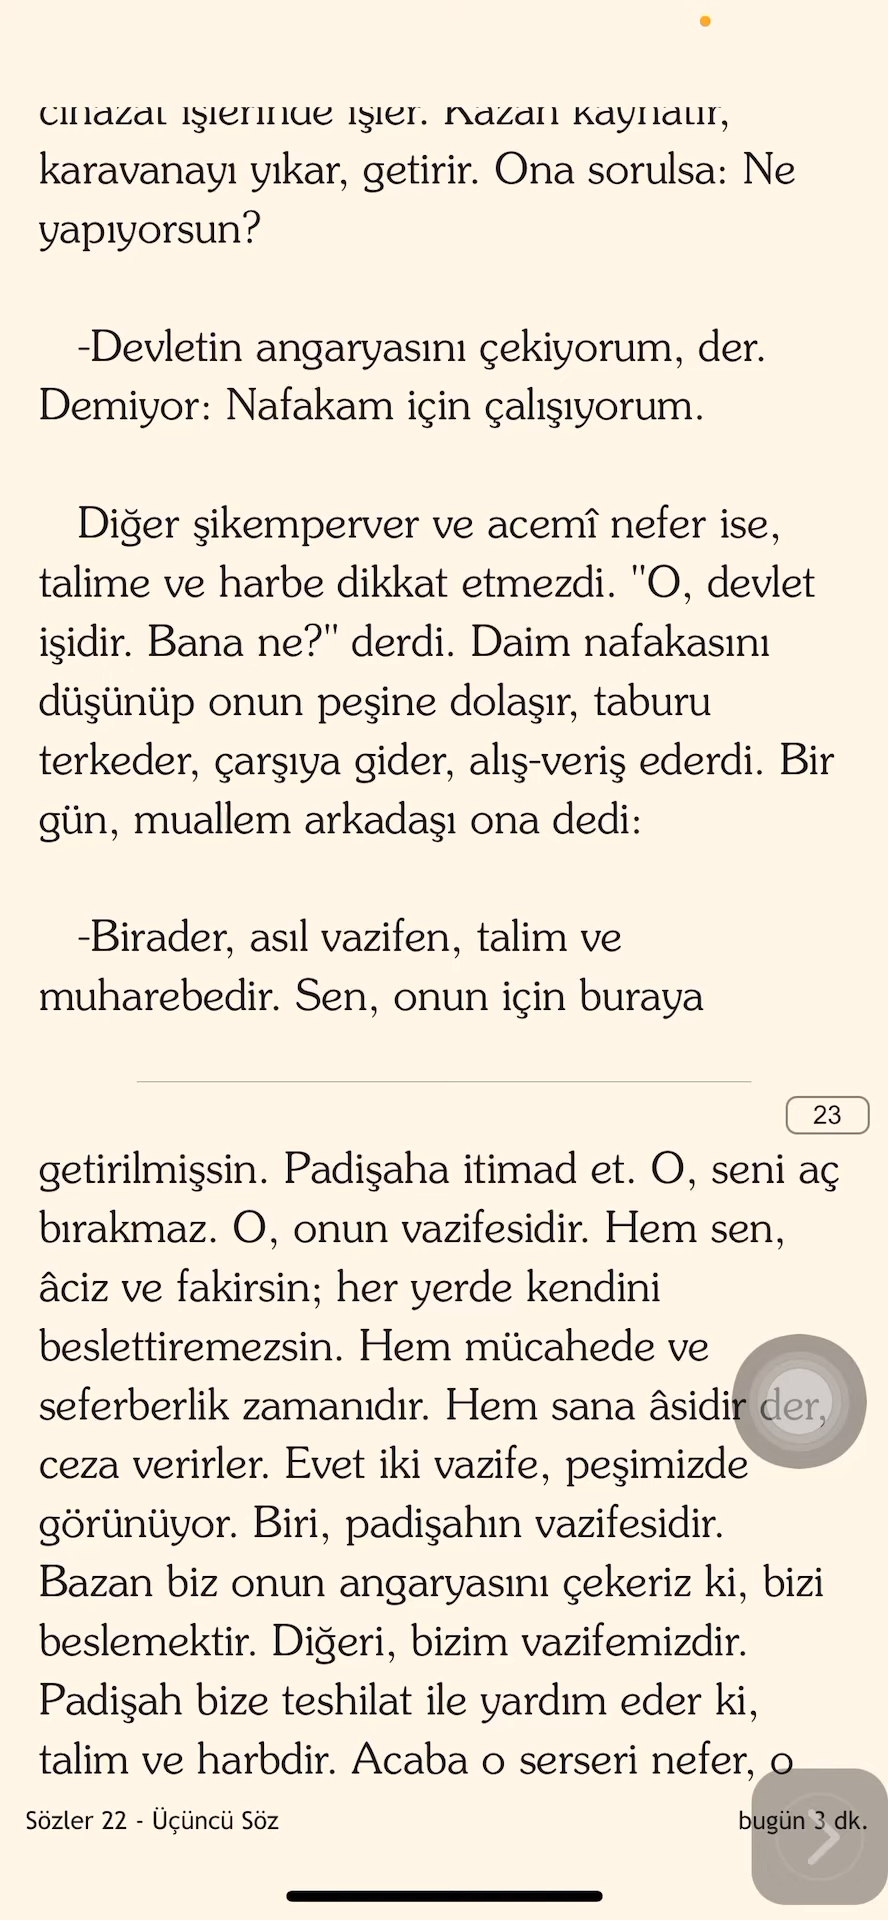 cihazat işlerinde işler. Kazan kaynatır,
karavanayı yıkar, getirir. Ona sorulsa: Ne
yapıyorsun?
-Devletin angaryasını çekiyorum, der.
Demiyor: Nafakam için çalışıyorum.
Diğer şikemperver ve acemî nefer ise,
talime ve harbe dikkat etmezdi. "O, devlet
işidir. Bana ne?" derdi. Daim nafakasını
düşünüp onun peşine dolaşır, taburu
terkeder, çarşıya gider, alış-veriş ederdi. Bir
gün, muallem arkadaşı ona dedi:
-Birader, asıl vazifen, talim ve
muharebedir. Sen, onun için buraya
23
getirilmişsin. Padişaha itimad et. O, seni aç
bırakmaz. O, onun vazifesidir. Hem sen,
âciz ve fakirsin; her yerde kendini
beslettiremezsin. Hem mücahede ve
seferberlik zamanıdır. Hem sana âsidir der,
ceza verirler. Evet iki vazife, peşimizde
görünüyor. Biri, padişahın vazifesidir.
Bazan biz onun angaryasını çekeriz ki, bizi
beslemektir. Diğeri, bizim vazifemizdir.
Padişah bize teshilat ile yardım eder ki,
talim ve harbdir. Acaba o serseri nefer, o
Sözler 22 - Üçüncü Söz
bugün 3 dk.